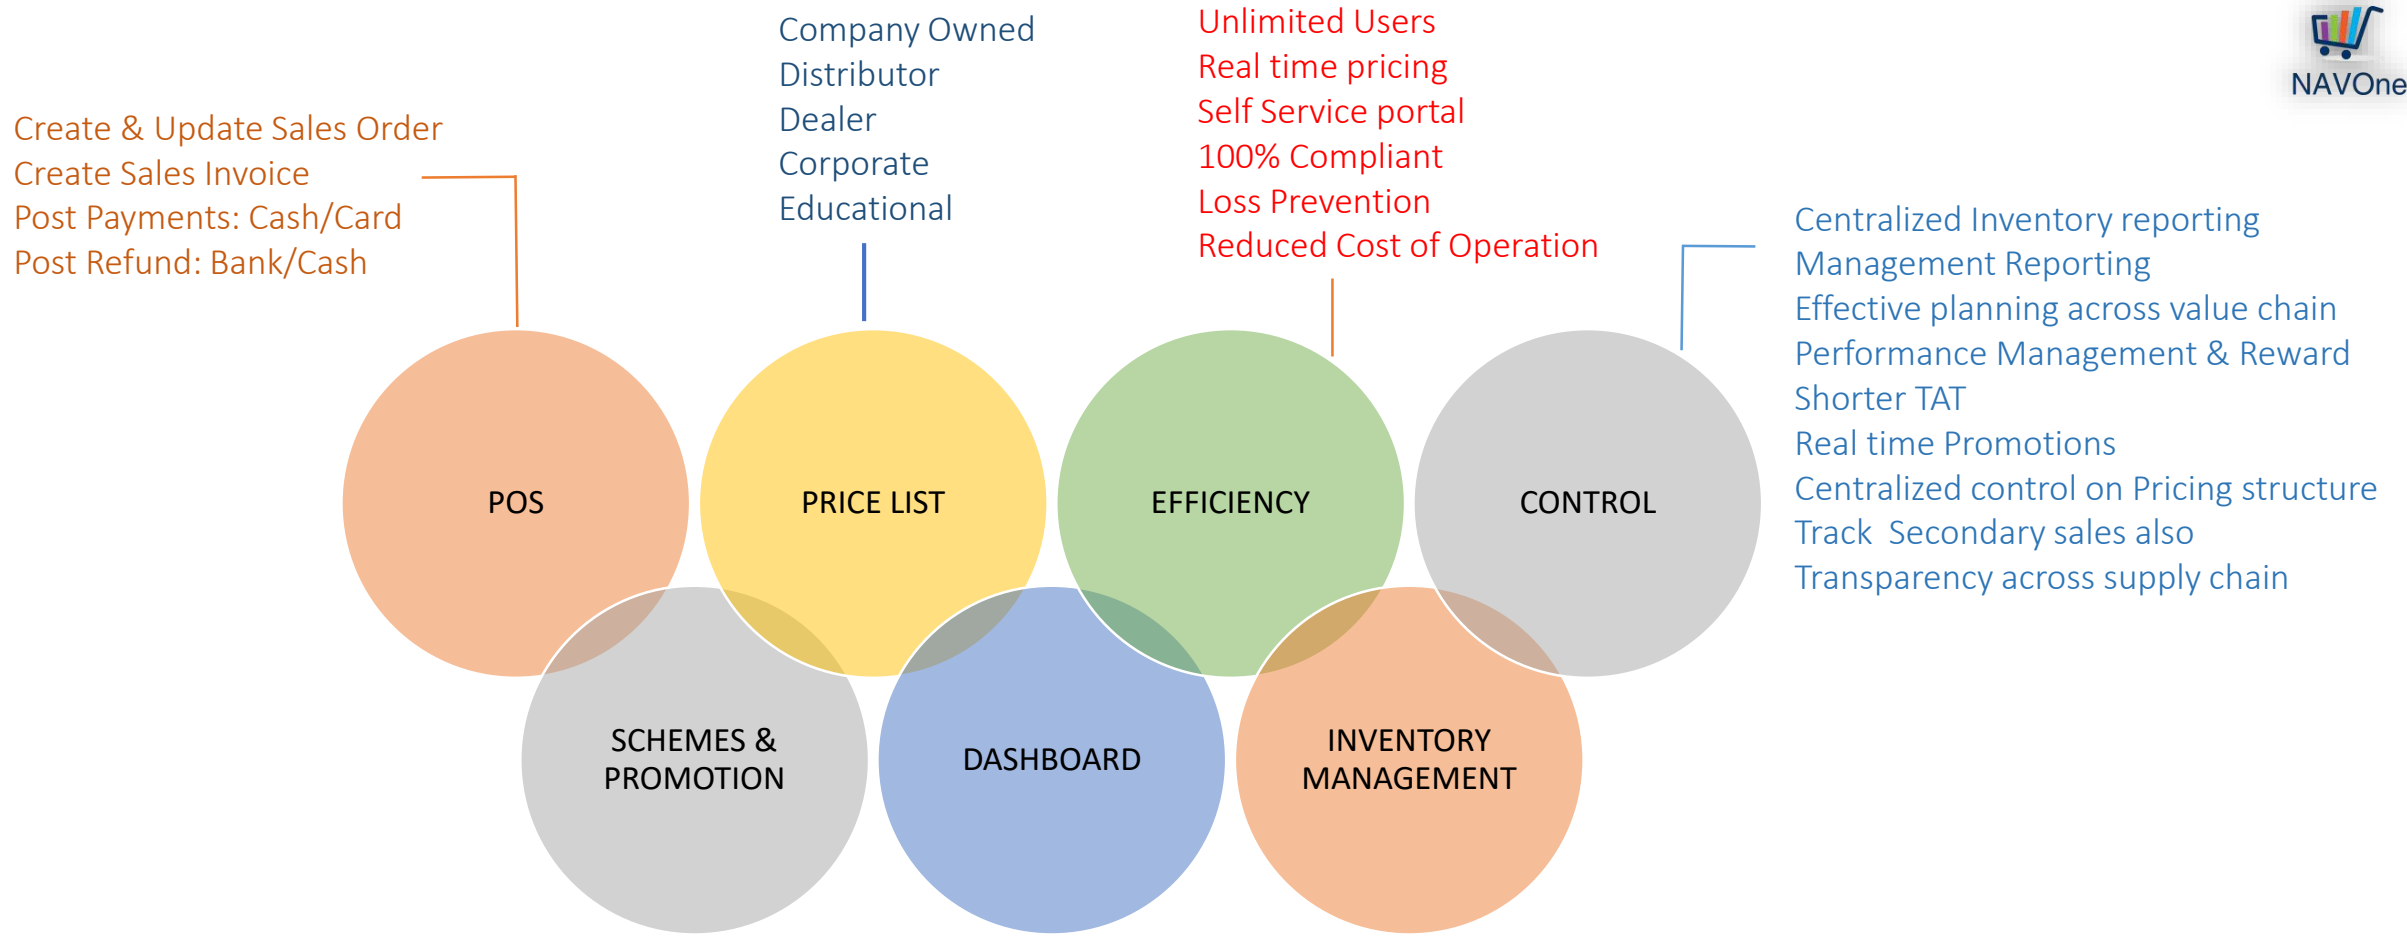 Create & Update Sales Order
Create Sales Invoice
Post Payments: Cash/Card
Post Refund: Bank/Cash
Company Owned
Distributor
Dealer
Corporate
Educational
Unlimited Users
Real time pricing
Self Service portal
100% Compliant
Loss Prevention
Reduced Cost of Operation
NAVOne
Centralized Inventory reporting
Management Reporting
Effective planning across value chain
Performance Management & Reward
Shorter TAT
Real time Promotions
Centralized control on Pricing structure
Track  Secondary sales also
Transparency across supply chain
POS
PRICE LIST
EFFICIENCY
CONTROL
SCHEMES &
PROMOTION
DASHBOARD
INVENTORY
MANAGEMENT